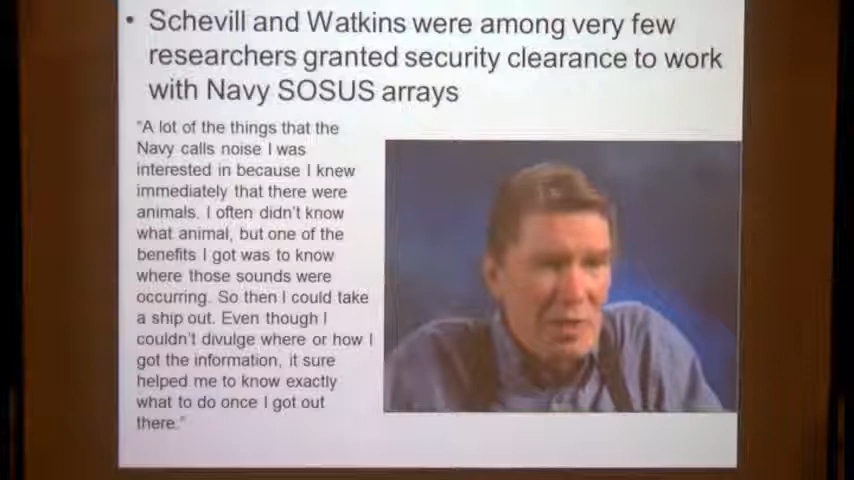 • Schevill and Watkins were among very few
researchers granted security clearance to work
with Navy SOSUS arrays
"A lot of the things that the
Navy calls noise I was
interested in because I knew
immediately that there were
animals. I often didn't know
what animal, but one of the
benefits I got was to know
where those sounds were
occurring. So then I could take
a ship out. Even though I
couldn't divulge where or how I
got the information, it sure
helped me to know exactly
what to do once I got out
there."